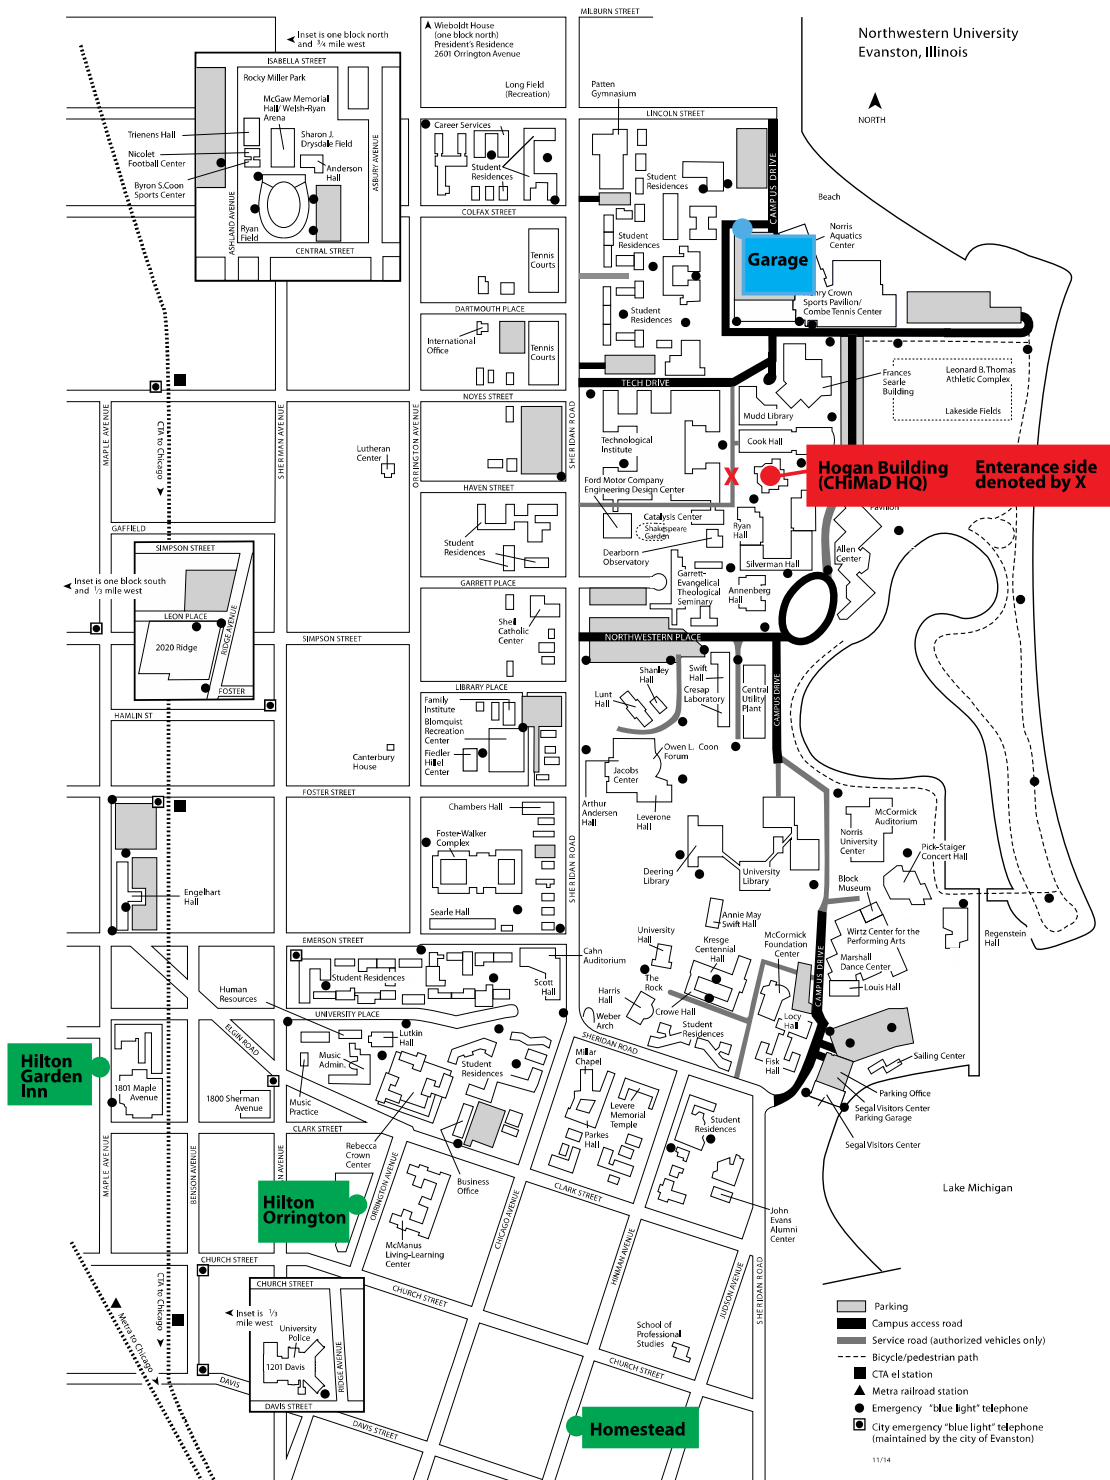 MILBURN STREET
Northwestern University
Evanston, Illinois
NORTH
Inset is one block north
and 3/4 mile west
Wieboldt House
(one block north)
President's Residence
2601 Orrington Avenue
ISABELLA STREET
Rocky Miller Park
McGaw Memorial
Hall/ Welsh-Ryan
Arena
Trienens Hall
Nicolet
Football Center
Byron S.Coon
Sports Center
Sharon J.
Drysdale Field
Anderson
Hall
Ryan
Field
ASHLAND AVENUE
ASBURY AVENUE
CENTRAL STREET
Long Field
(Recreation)
Patten
Gymnasium
LINCOLN STREET
Career Services
Student
Residences
COLFAX STREET
Student
Residences
CAMPUS DRIVE
Beach
Norris
Aquatics
Center
Garage
Tennis
Courts
Student
Residences
nry Crown
Sports Pavilion/
Combe Tennis Center
DARTMOUTH PLACE
International
Office
Tennis
Courts
Student
Residences
TECH DRIVE
Frances
Searle
Building
Leonard B. Thomas
Athletic Complex
Lakeside Fields
NOYES STREET
MAPLE AVENUE
CTA to Chicago
SHERMAN AVENUE
ORRINGTON AVENUE
SHERIDAN ROAD
Mudd Library
Technological
Institute
Cook Hall
Lutheran
Center
Hogan Building
(CHiMaD HQ)
Enterance side
denoted by X
X
Ford Motor Company
Engineering Design Center
HAVEN STREET
Pavilion
Catalysis Center
Shakespeare
Garden
Ryan
Hall
GAFFIELD
SIMPSON STREET
Student
Residences
Dearborn
Observatory
Silverman Hall
Allen
Center
Inset is one block south
and 1/3 mile west
GARRETT PLACE
Garrett-
Evangelical
Theological
Seminary
Annenberg
Hall
LEON PLACE
RIDGE AVENUE
2020 Ridge
FOSTER
SIMPSON STREET
Sheil
Catholic
Center
NORTHWESTERN PLACE
LIBRARY PLACE
Shanley
Hall
Swift
Hall
Cresap
Laboratory
Central
Utility
Plant
CAMPUS DRIVE
Lunt
Hall
HAMLIN ST
Family
Institute
Blomquist
Recreation
Center
Fiedler
Hillel
Center
Canterbury
House
Owen L. Coon
Forum
Jacobs
Center
FOSTER STREET
Chambers Hall
Arthur
Andersen
Hall
Leverone
Hall
McCormick
Auditorium
Norris
University
Center
Pick-Staiger
Concert Hall
Foster-Walker
Complex
SHERIDAN ROAD
Deering
Library
University
Library
Block
Museum
Engelhart
Hall
Searle Hall
Annie May
Swift Hall
Regenstein
Hall
EMERSON STREET
Cahn
Auditorium
University
Hall
Kresge
Centennial
Hall
McCormick
Foundation
Center
Wirtz Center for the
Performing Arts
Marshall
Dance Center
Louis Hall
CAMPUS DRIVE
Student Residences
Scott
Hall
The
Rock
Harris
Hall
Crowe Hall
Human
Resources
UNIVERSITY PLACE
Weber
Arch
Student
Residences
Locy
Hall
Fisk
Hall
ELGIN ROAD
Lutkin
Hall
SHERIDAN ROAD
Sailing Center
Hilton
Garden
Inn
Music
Admin.
Student
Residences
Millar
Chapel
1801 Maple
Avenue
1800 Sherman
Avenue
Music
Practice
Levere
Memorial
Temple
Parking Office
Segal Visitors Center
Parking Garage
Student
Residences
CLARK STREET
Rebecca
Crown
Center
Parkes
Hall
Segal Visitors Center
MAPLE AVENUE
BENSON AVENUE
N AVENUE
ORRINGTON AVENUE
Business
Office
CLARK STREET
Lake Michigan
Hilton
Orrington
CHICAGO AVENUE
John
Evans
Alumni
Center
McManus
Living-Learning
Center
HINMAN AVENUE
JUDSON AVENUE
SHERIDAN ROAD
CHURCH STREET
CHURCH STREET
CHURCH STREET
CTA to Chicago
Metra to Chicago
Inset is 1/3
mile west
University
Police
1201 Davis
RIDGE AVENUE
School of
Professional
Studies
CHURCH STREET
DAVIS
DAVIS STREET
DAVIS STREET
Homestead
Parking
Campus access road
Service road (authorized vehicles only)
Bicycle/pedestrian path
CTA el station
Metra railroad station
Emergency "blue light" telephone
City emergency "blue light" telephone
(maintained by the city of Evanston)
11/14